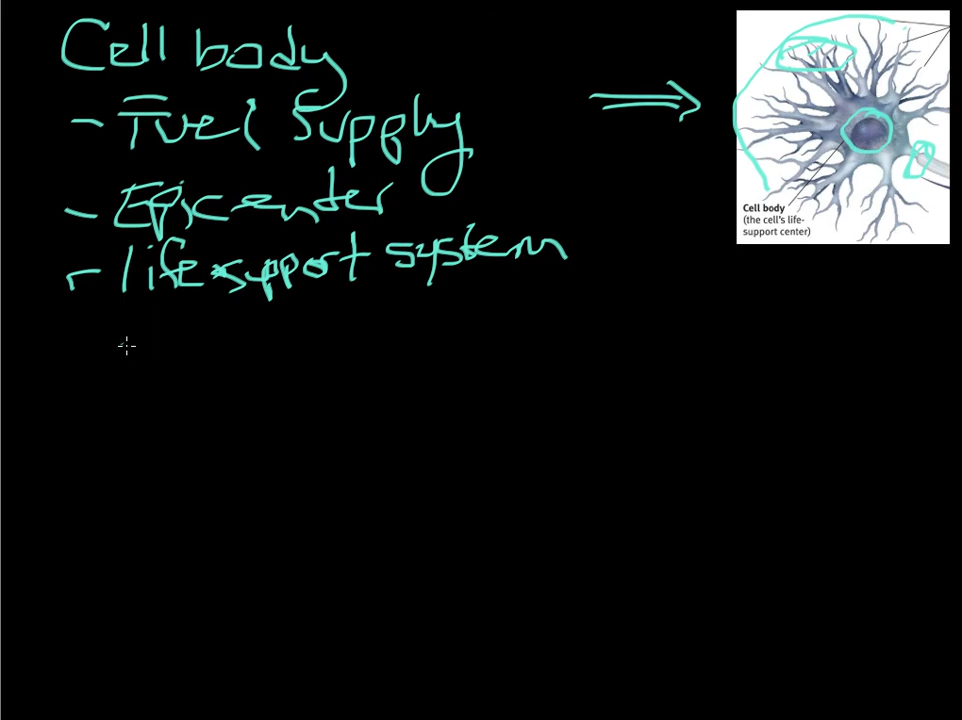 Cell body
- Fuel Supply
- Epicenter
- life support system
Cell body
(the cell's life-
support center)